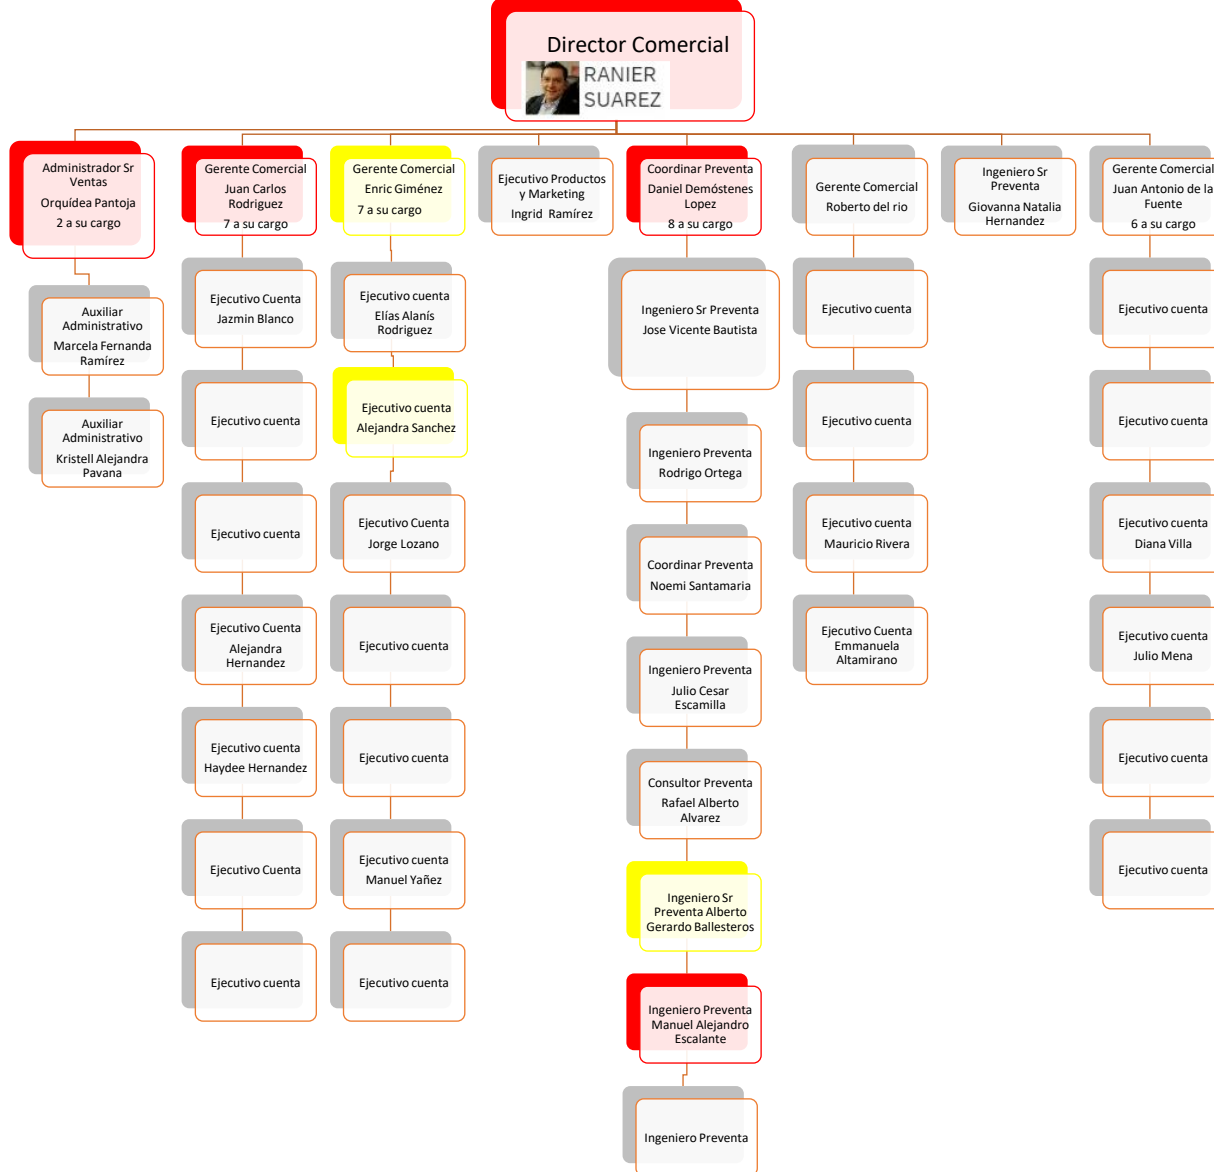 Director Comercial
RANIER
SUAREZ
Administrador Sr
Ventas
Orquídea Pantoja
2 a su cargo
Auxiliar
Administrativo
Marcela Fernanda
Ramírez
Auxiliar
Administrativo
Kristell Alejandra
Pavana
Gerente Comercial
Juan Carlos
Rodriguez
7 a su cargo
Ejecutivo Cuenta
Jazmin Blanco
Ejecutivo cuenta
Ejecutivo cuenta
Ejecutivo Cuenta
Alejandra
Hernandez
Ejecutivo cuenta
Haydee Hernandez
Ejecutivo Cuenta
Ejecutivo cuenta
Gerente Comercial
Enric Giménez
7 a su cargo
Ejecutivo cuenta
Elías Alanís
Rodriguez
Ejecutivo cuenta
Alejandra Sanchez
Ejecutivo Cuenta
Jorge Lozano
Ejecutivo cuenta
Ejecutivo cuenta
Ejecutivo cuenta
Manuel Yañez
Ejecutivo cuenta
Ejecutivo Productos
y Marketing
Ingrid Ramírez
Coordinar Preventa
Daniel Demóstenes
Lopez
8 a su cargo
Ingeniero Sr Preventa
Jose Vicente Bautista
Ingeniero Preventa
Rodrigo Ortega
Coordinar Preventa
Noemi Santamaria
Ingeniero Preventa
Julio Cesar
Escamilla
Consultor Preventa
Rafael Alberto
Alvarez
Ingeniero Sr
Preventa Alberto
Gerardo Ballesteros
Ingeniero Preventa
Manuel Alejandro
Escalante
Ingeniero Preventa
Gerente Comercial
Roberto del rio
Ejecutivo cuenta
Ejecutivo cuenta
Ejecutivo cuenta
Mauricio Rivera
Ejecutivo Cuenta
Emmanuela
Altamirano
Ingeniero Sr
Preventa
Giovanna Natalia
Hernandez
Gerente Comercial
Juan Antonio de la
Fuente
6 a su cargo
Ejecutivo cuenta
Ejecutivo cuenta
Ejecutivo cuenta
Diana Villa
Ejecutivo cuenta
Julio Mena
Ejecutivo cuenta
Ejecutivo cuenta